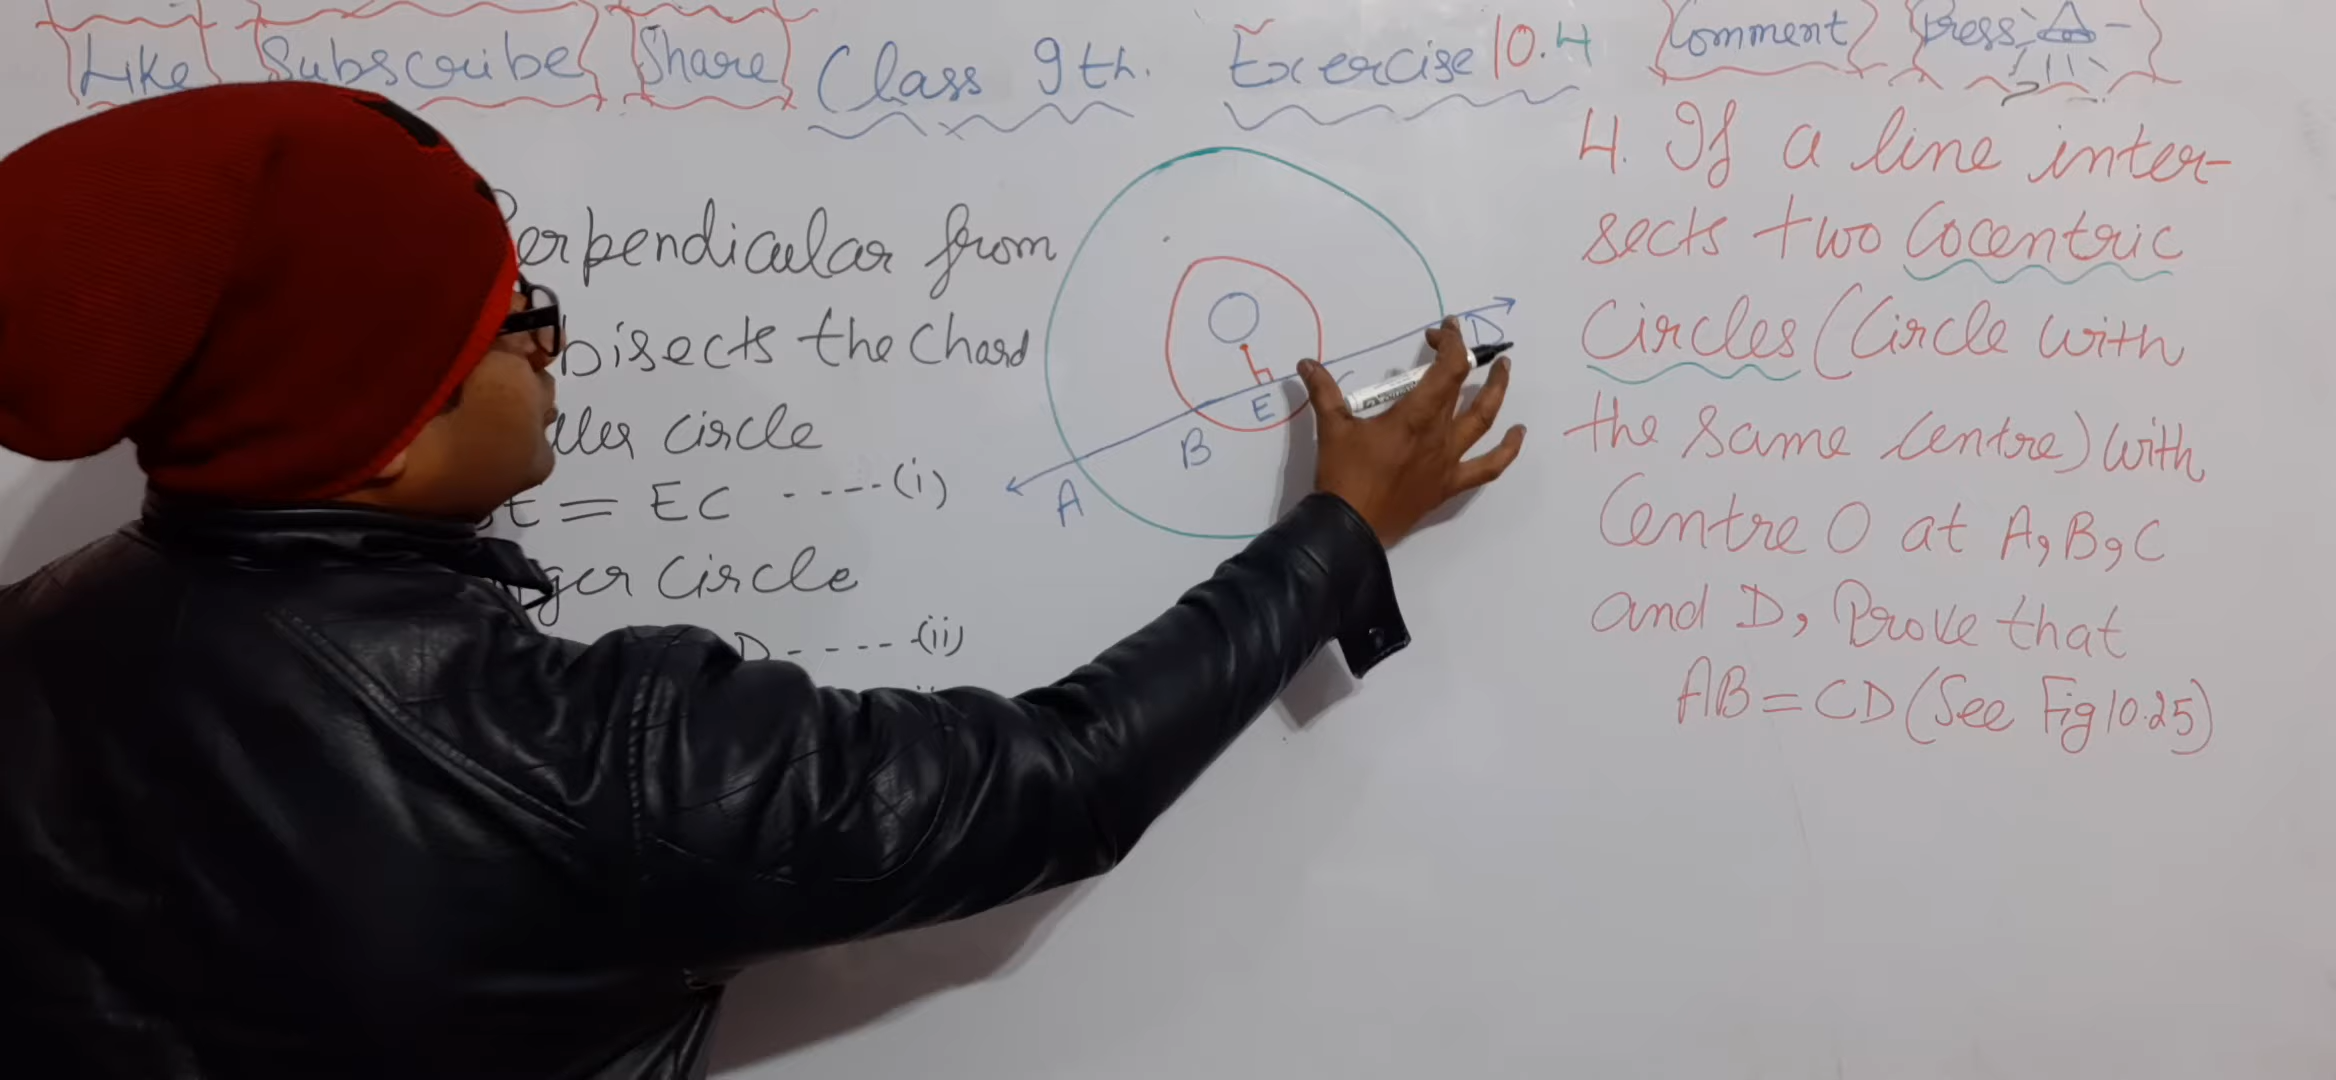 Like Subscribe Share Class 9th. Exercise 10.4 Comment Press
Perpendicular from
bisects the Chord
circle
= EC ----(i)
Circle
D ---- (ii)
A
B
E
D
4. If a line inter-
sects two Cocentric
Circles (Circle with
the same Centre) with
Centre O at A, B, C
and D, Prove that
AB = CD (See Fig 10.25)